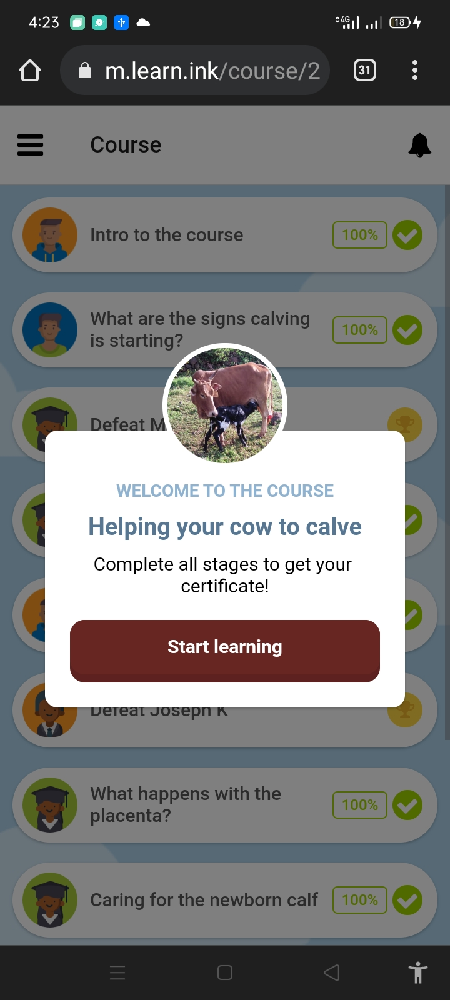 4:23
4G
18
m.learn.ink/course/2
31
Course
Intro to the course
100%
What are the signs calving
is starting?
100%
Defeat M
WELCOME TO THE COURSE
Helping your cow to calve
Complete all stages to get your
certificate!
Start learning
Defeat Joseph K
What happens with the
placenta?
100%
Caring for the newborn calf
100%